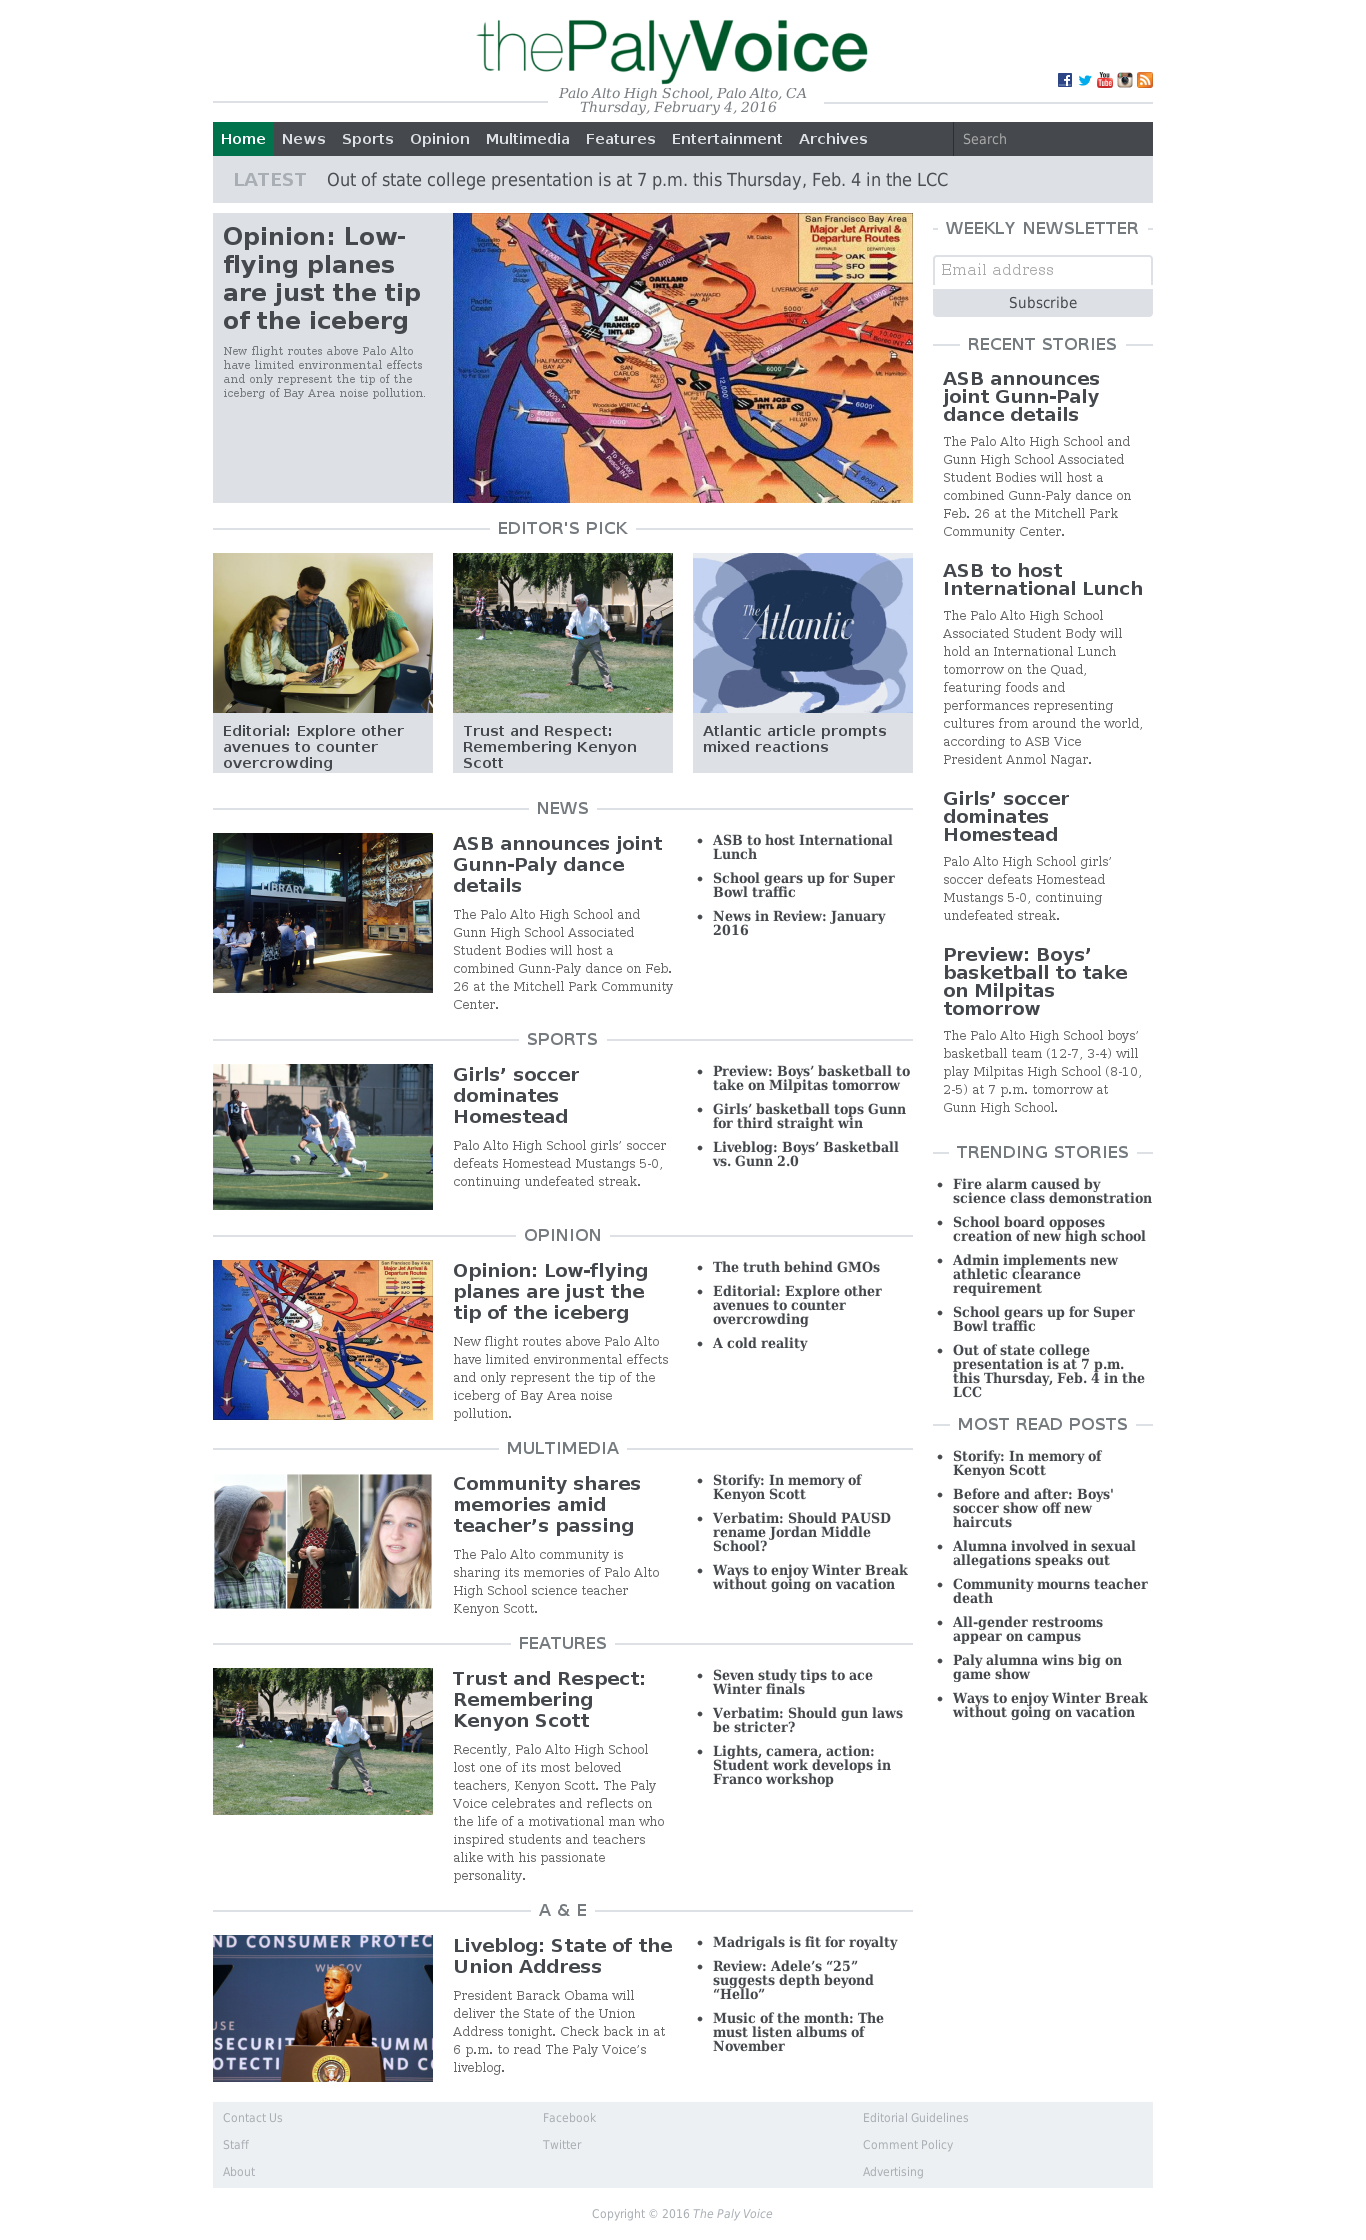 thePalyVoice
Palo Alto High School, Palo Alto, CA
Thursday, February 4, 2016
Home News Sports Opinion Multimedia Features Entertainment Archives Search
LATEST Out of state college presentation is at 7 p.m. this Thursday, Feb. 4 in the LCC
Opinion: Low-
flying planes
are just the tip
of the iceberg
New flight routes above Palo Alto
have limited environmental effects
and only represent the tip of the
iceberg of Bay Area noise pollution.
San Francisco Bay Area
Major Jet Arrival &
Departure Routes
ARRIVALS DEPARTURES
OAK
SFO
SJO
OAKLAND
INTL AP
SAN
FRANCISCO
INTL AP
SAN JOSE
INTL AP
REID
HILLVIEW
AP
HAYWARD
AP
LIVERMORE AP
HALFMOON
BAY AP
SAN
CARLOS
AP
PALO
ALTO
AP
Pacific
Ocean
Mt. Diablo
Mt. Hamilton
EDITOR'S PICK
The
Atlantic
Editorial: Explore other
avenues to counter
overcrowding
Trust and Respect:
Remembering Kenyon
Scott
Atlantic article prompts
mixed reactions
NEWS
LIBRARY
ASB announces joint
Gunn-Paly dance
details
The Palo Alto High School and
Gunn High School Associated
Student Bodies will host a
combined Gunn-Paly dance on Feb.
26 at the Mitchell Park Community
Center.
• ASB to host International
Lunch
• School gears up for Super
Bowl traffic
• News in Review: January
2016
SPORTS
13
Girls’ soccer
dominates
Homestead
Palo Alto High School girls’ soccer
defeats Homestead Mustangs 5-0,
continuing undefeated streak.
• Preview: Boys’ basketball to
take on Milpitas tomorrow
• Girls’ basketball tops Gunn
for third straight win
• Liveblog: Boys’ Basketball
vs. Gunn 2.0
OPINION
San Francisco Bay Area
Major Jet Arrival &
Departure Routes
Opinion: Low-flying
planes are just the
tip of the iceberg
New flight routes above Palo Alto
have limited environmental effects
and only represent the tip of the
iceberg of Bay Area noise
pollution.
• The truth behind GMOs
• Editorial: Explore other
avenues to counter
overcrowding
• A cold reality
MULTIMEDIA
Community shares
memories amid
teacher’s passing
The Palo Alto community is
sharing its memories of Palo Alto
High School science teacher
Kenyon Scott.
• Storify: In memory of
Kenyon Scott
• Verbatim: Should PAUSD
rename Jordan Middle
School?
• Ways to enjoy Winter Break
without going on vacation
FEATURES
Trust and Respect:
Remembering
Kenyon Scott
Recently, Palo Alto High School
lost one of its most beloved
teachers, Kenyon Scott. The Paly
Voice celebrates and reflects on
the life of a motivational man who
inspired students and teachers
alike with his passionate
personality.
• Seven study tips to ace
Winter finals
• Verbatim: Should gun laws
be stricter?
• Lights, camera, action:
Student work develops in
Franco workshop
A & E
ND CONSUMER PROTEC
WH.GOV
USE
SECURIT SUMM
OTECTI ND CO
Liveblog: State of the
Union Address
President Barack Obama will
deliver the State of the Union
Address tonight. Check back in at
6 p.m. to read The Paly Voice’s
liveblog.
• Madrigals is fit for royalty
• Review: Adele’s “25”
suggests depth beyond
“Hello”
• Music of the month: The
must listen albums of
November
WEEKLY NEWSLETTER
Email address
Subscribe
RECENT STORIES
ASB announces
joint Gunn-Paly
dance details
The Palo Alto High School and
Gunn High School Associated
Student Bodies will host a
combined Gunn-Paly dance on
Feb. 26 at the Mitchell Park
Community Center.
ASB to host
International Lunch
The Palo Alto High School
Associated Student Body will
hold an International Lunch
tomorrow on the Quad,
featuring foods and
performances representing
cultures from around the world,
according to ASB Vice
President Anmol Nagar.
Girls’ soccer
dominates
Homestead
Palo Alto High School girls’
soccer defeats Homestead
Mustangs 5-0, continuing
undefeated streak.
Preview: Boys’
basketball to take
on Milpitas
tomorrow
The Palo Alto High School boys’
basketball team (12-7, 3-4) will
play Milpitas High School (8-10,
2-5) at 7 p.m. tomorrow at
Gunn High School.
TRENDING STORIES
• Fire alarm caused by
science class demonstration
• School board opposes
creation of new high school
• Admin implements new
athletic clearance
requirement
• School gears up for Super
Bowl traffic
• Out of state college
presentation is at 7 p.m.
this Thursday, Feb. 4 in the
LCC
MOST READ POSTS
• Storify: In memory of
Kenyon Scott
• Before and after: Boys'
soccer show off new
haircuts
• Alumna involved in sexual
allegations speaks out
• Community mourns teacher
death
• All-gender restrooms
appear on campus
• Paly alumna wins big on
game show
• Ways to enjoy Winter Break
without going on vacation
Contact Us Facebook Editorial Guidelines
Staff Twitter Comment Policy
About Advertising
Copyright © 2016 The Paly Voice